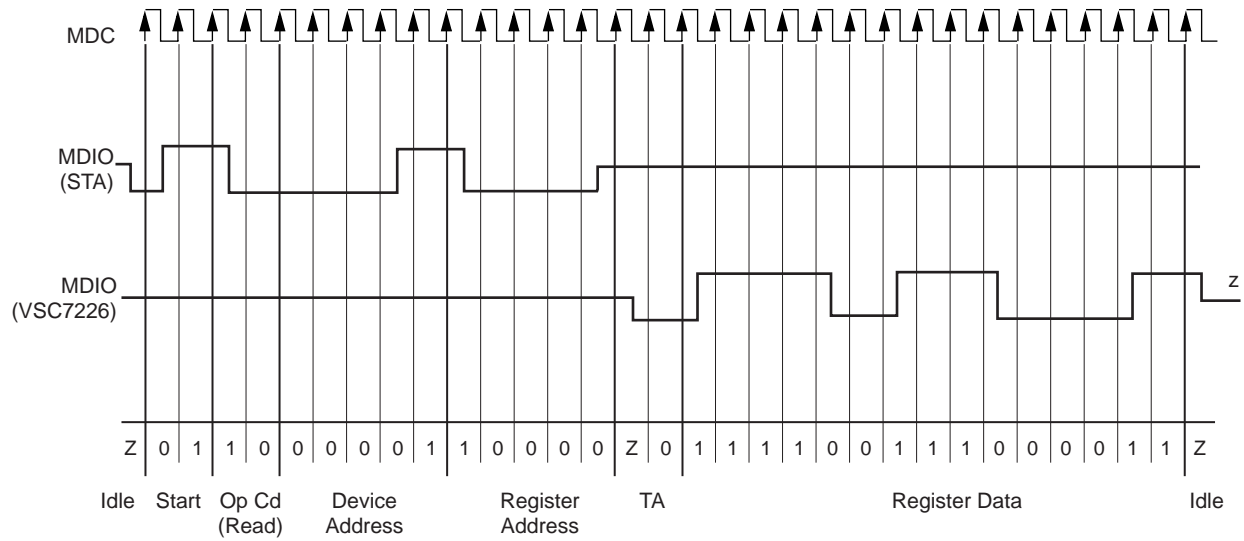 MDC
MDIO
(STA)
MDIO
(VSC7226)
z
Z 0 1 1 0 0 0 0 0 1 1 0 0 0 0 Z 0 1 1 1 1 0 0 1 1 1 0 0 0 0 1 1 Z
Idle Start Op Cd Device Register TA Register Data Idle
(Read) Address Address